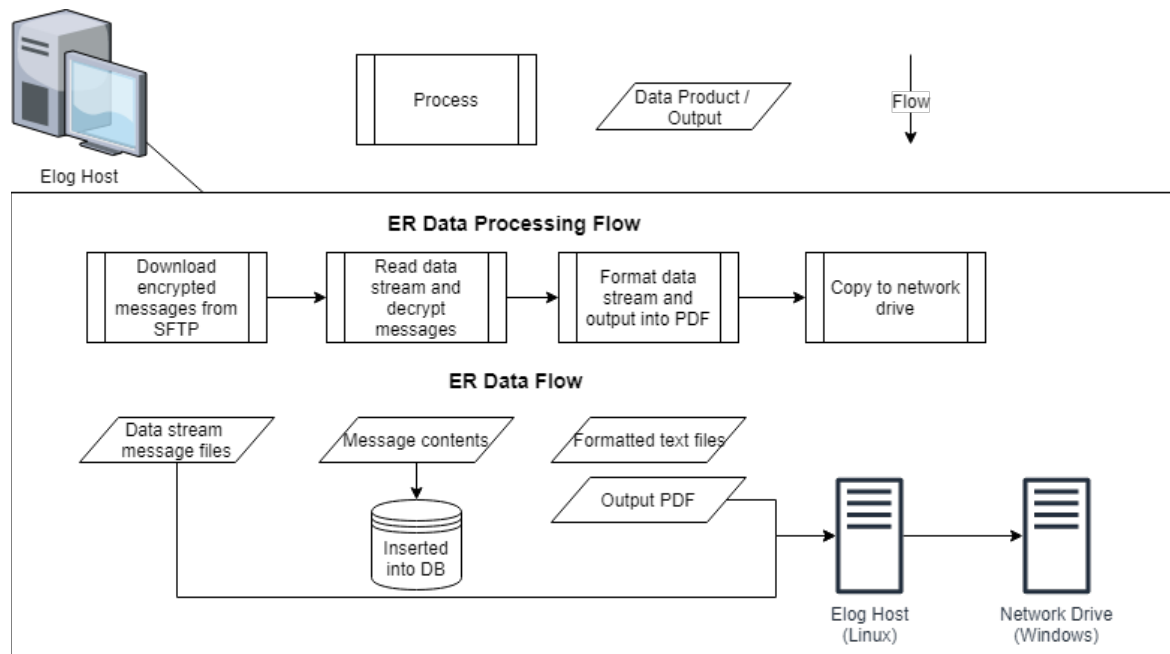 Process
Data Product /
Output
Flow
Elog Host
ER Data Processing Flow
Download
encrypted
messages from
SFTP
Read data
stream and
decrypt
messages
Format data
stream and
output into PDF
Copy to network
drive
ER Data Flow
Data stream
message files
Message contents
Formatted text files
Output PDF
Inserted
into DB
Elog Host
(Linux)
Network Drive
(Windows)